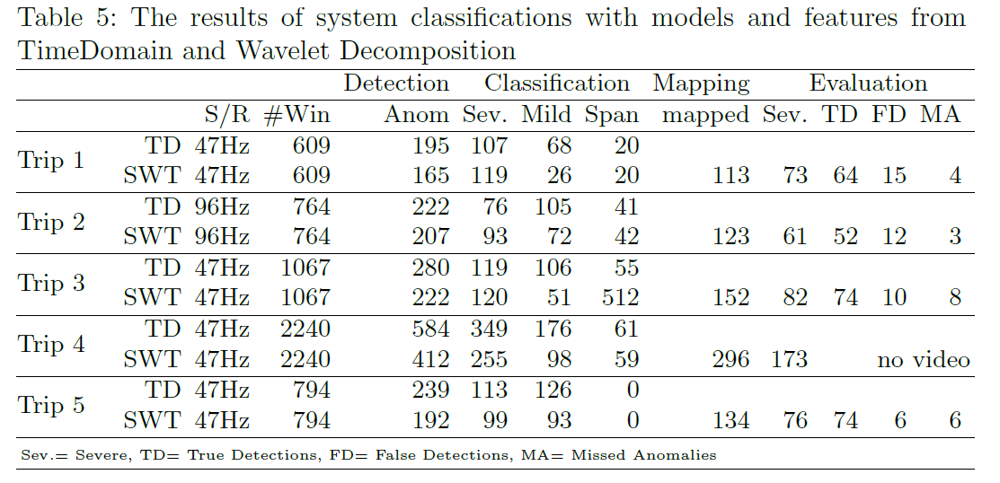 Table 5: The results of system classifications with models and features from
TimeDomain and Wavelet Decomposition
Detection Classification Mapping Evaluation
S/R #Win Anom Sev. Mild Span mapped Sev. TD FD MA
Trip 1
TD 47Hz 609 195 107 68 20
SWT 47Hz 609 165 119 26 20 113 73 64 15 4
Trip 2
TD 96Hz 764 222 76 105 41
SWT 96Hz 764 207 93 72 42 123 61 52 12 3
Trip 3
TD 47Hz 1067 280 119 106 55
SWT 47Hz 1067 222 120 51 512 152 82 74 10 8
Trip 4
TD 47Hz 2240 584 349 176 61
SWT 47Hz 2240 412 255 98 59 296 173 no video
Trip 5
TD 47Hz 794 239 113 126 0
SWT 47Hz 794 192 99 93 0 134 76 74 6 6
Sev.= Severe, TD= True Detections, FD= False Detections, MA= Missed Anomalies